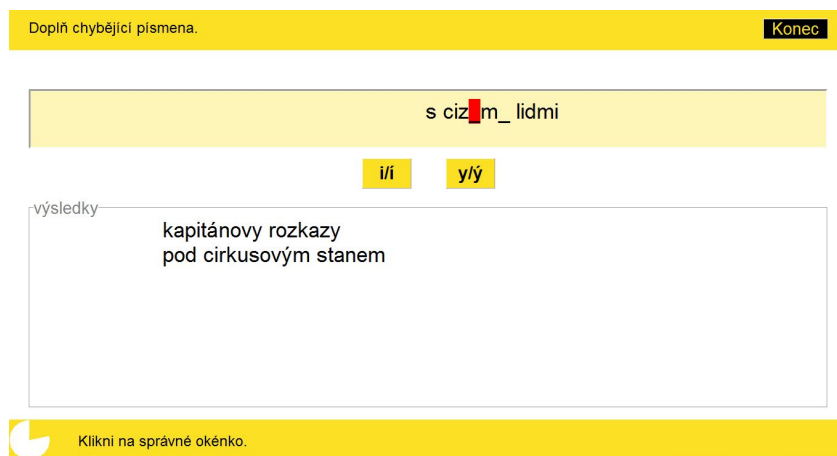 Doplň chybějící písmena.
Konec
s ciz_m_ lidmi
i/í
y/ý
výsledky
kapitánovy rozkazy
pod cirkusovým stanem
Klikni na správné okénko.